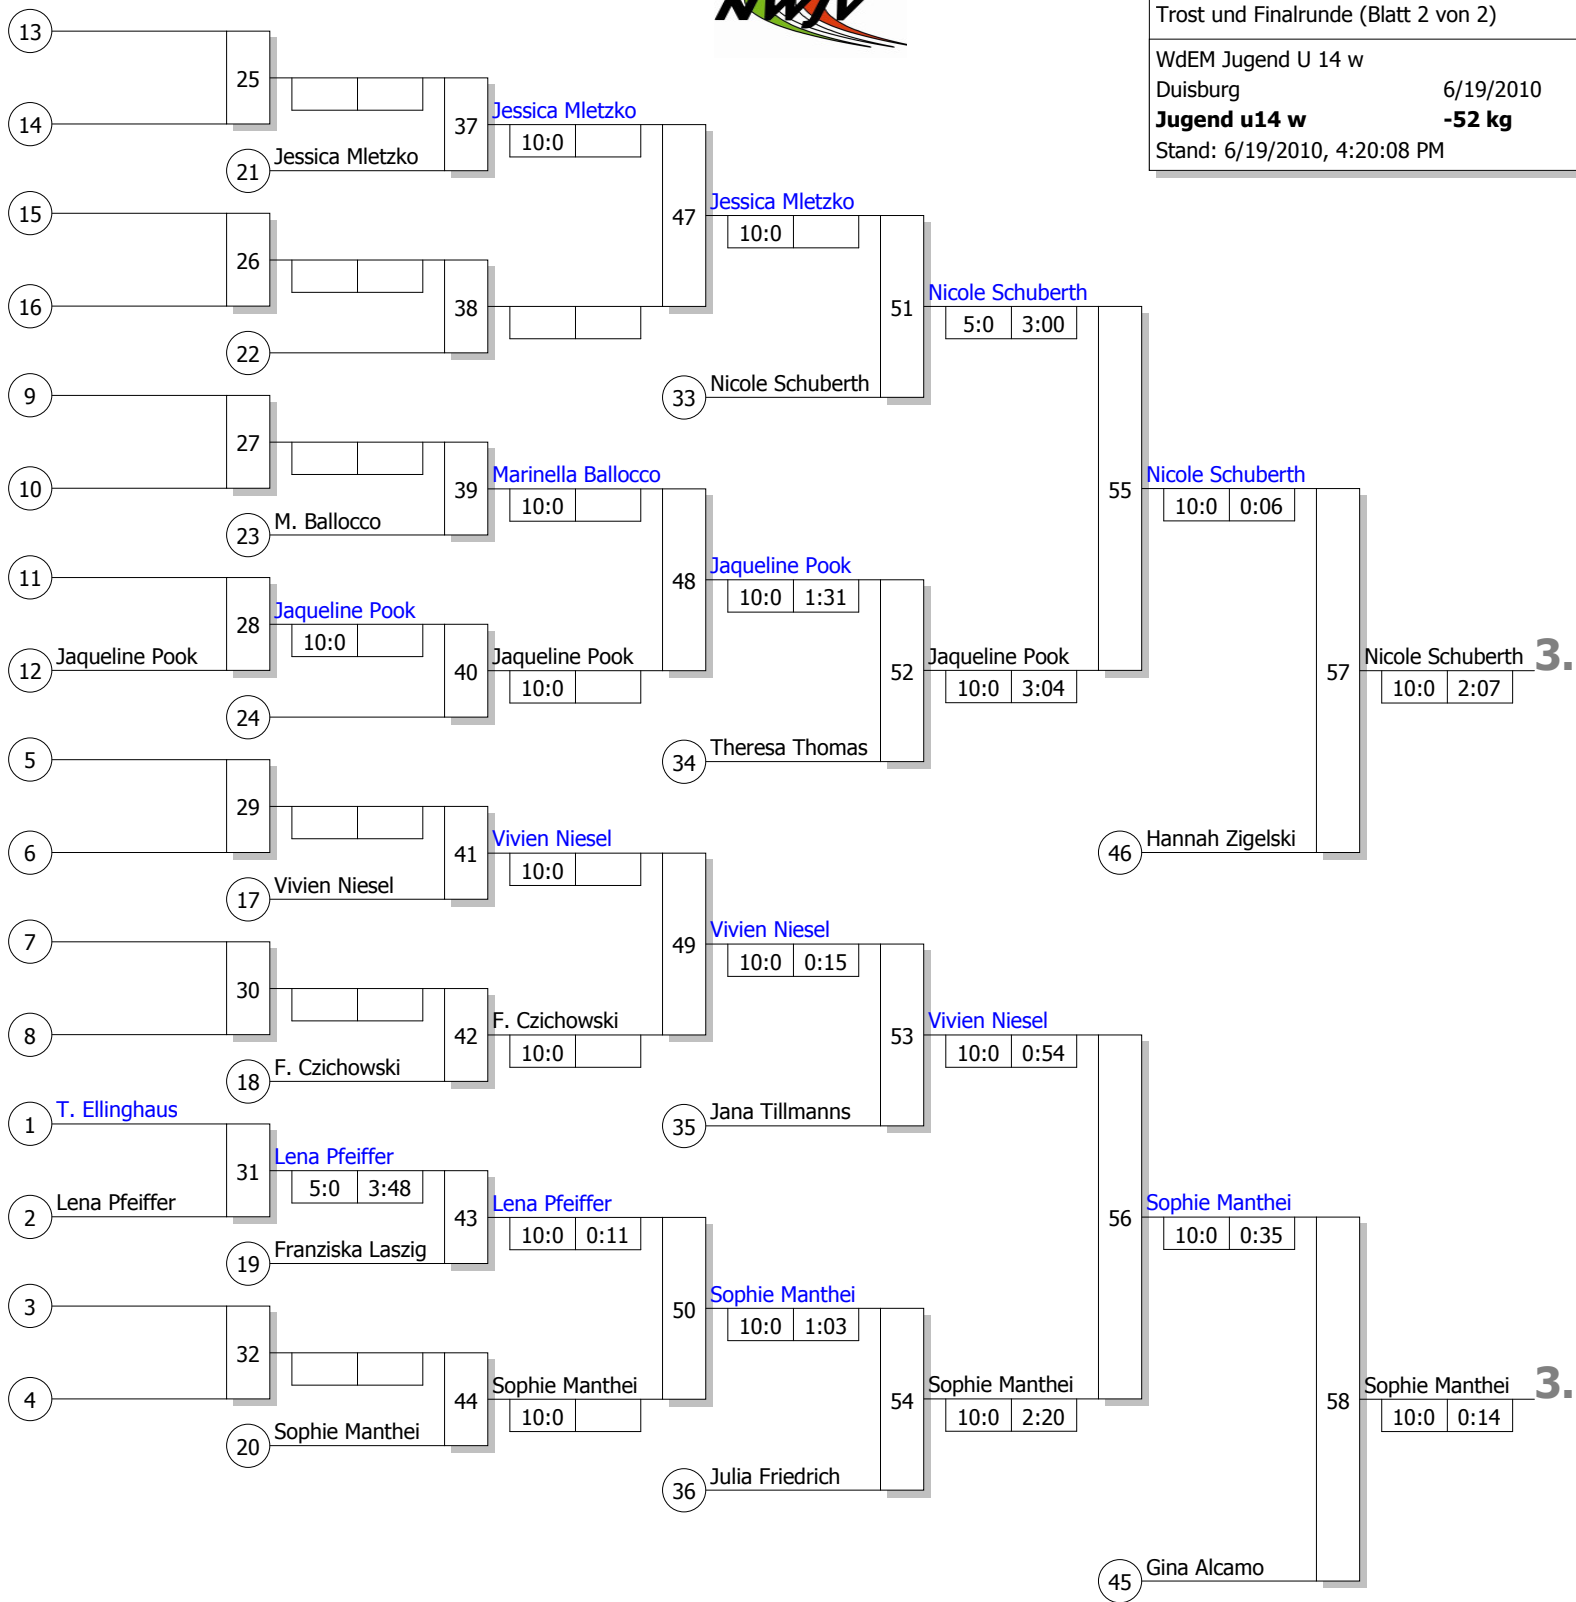 NWJV
Trost und Finalrunde (Blatt 2 von 2)
WdEM Jugend U 14 w
Duisburg 6/19/2010
Jugend u14 w -52 kg
Stand: 6/19/2010, 4:20:08 PM
13
25
14
37
Jessica Mletzko
10:0
21 Jessica Mletzko
15
47
Jessica Mletzko
10:0
26
16
38
22
51
Nicole Schuberth
5:0 3:00
33 Nicole Schuberth
9
27
10
39
Marinella Ballocco
10:0
55
Nicole Schuberth
10:0 0:06
23 M. Ballocco
11
48
Jaqueline Pook
10:0 1:31
28
Jaqueline Pook
10:0
12 Jaqueline Pook
40
Jaqueline Pook
10:0
52
Jaqueline Pook
10:0 3:04
57
Nicole Schuberth 3.
10:0 2:07
24
5
34 Theresa Thomas
29
6
41
Vivien Niesel
10:0
46 Hannah Zigelski
17 Vivien Niesel
7
49
Vivien Niesel
10:0 0:15
30
8
42
F. Czichowski
10:0
53
Vivien Niesel
10:0 0:54
18 F. Czichowski
1 T. Ellinghaus
35 Jana Tillmanns
31
Lena Pfeiffer
5:0 3:48
2 Lena Pfeiffer
43
Lena Pfeiffer
10:0 0:11
56
Sophie Manthei
10:0 0:35
19 Franziska Laszig
3
50
Sophie Manthei
10:0 1:03
32
4
44
Sophie Manthei
10:0
54
Sophie Manthei
10:0 2:20
58
Sophie Manthei 3.
10:0 0:14
20 Sophie Manthei
36 Julia Friedrich
45 Gina Alcamo